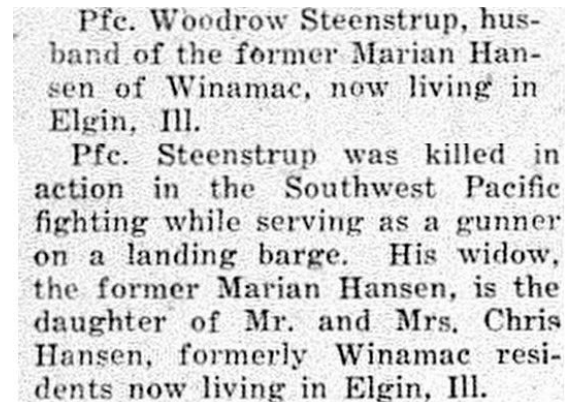 Pfc. Woodrow Steenstrup, hus-
band of the former Marian Han-
sen of Winamac, now living in
Elgin, Ill.
Pfc. Steenstrup was killed in
action in the Southwest Pacific
fighting while serving as a gunner
on a landing barge. His widow,
the former Marian Hansen, is the
daughter of Mr. and Mrs. Chris
Hansen, formerly Winamac resi-
dents now living in Elgin, Ill.